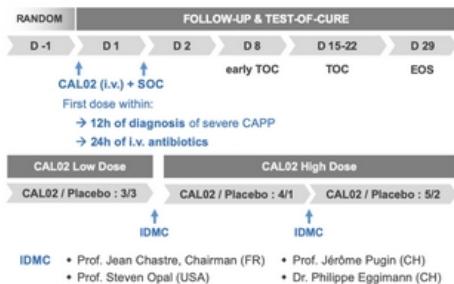 RANDOM FOLLOW-UP & TEST-OF-CURE
D -1 D 1 D 2 D 8 D 15-22 D 29
early TOC TOC EOS
CAL02 (i.v.) + SOC
First dose within:
→ 12h of diagnosis of severe CAPP
→ 24h of i.v. antibiotics
CAL02 Low Dose CAL02 High Dose
CAL02 / Placebo : 3/3 CAL02 / Placebo : 4/1 CAL02 / Placebo : 5/2
IDMC IDMC
IDMC • Prof. Jean Chastre, Chairman (FR) • Prof. Jérôme Pugin (CH)
• Prof. Steven Opal (USA) • Dr. Philippe Eggimann (CH)